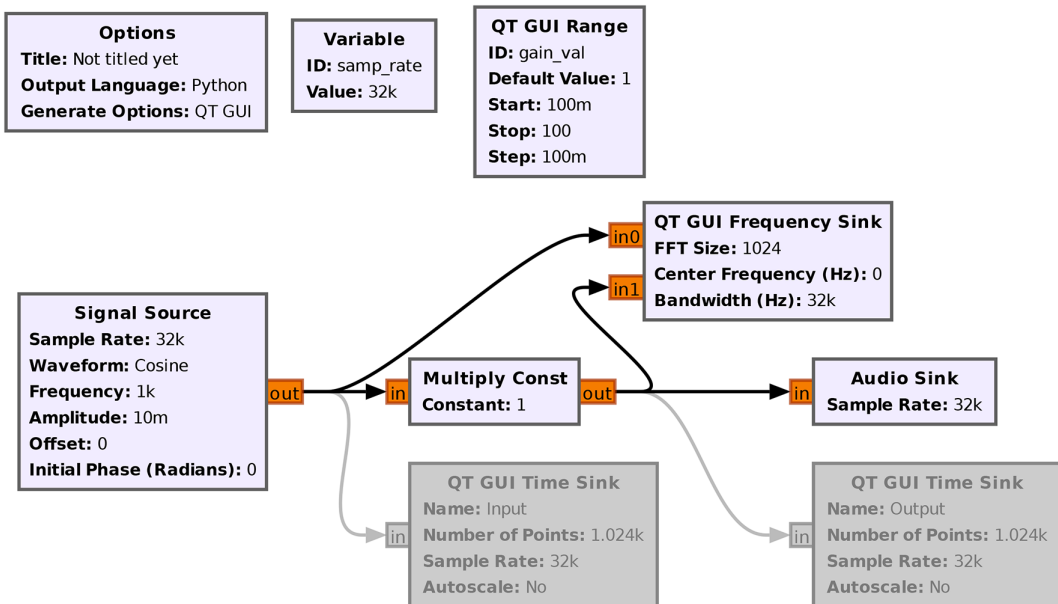 Options
Title: Not titled yet
Output Language: Python
Generate Options: QT GUI
Variable
ID: samp_rate
Value: 32k
QT GUI Range
ID: gain_val
Default Value: 1
Start: 100m
Stop: 100
Step: 100m
in0
in1
QT GUI Frequency Sink
FFT Size: 1024
Center Frequency (Hz): 0
Bandwidth (Hz): 32k
Signal Source
Sample Rate: 32k
Waveform: Cosine
Frequency: 1k
Amplitude: 10m
Offset: 0
Initial Phase (Radians): 0
out
in
Multiply Const
Constant: 1
out
in
Audio Sink
Sample Rate: 32k
in
QT GUI Time Sink
Name: Input
Number of Points: 1.024k
Sample Rate: 32k
Autoscale: No
in
QT GUI Time Sink
Name: Output
Number of Points: 1.024k
Sample Rate: 32k
Autoscale: No